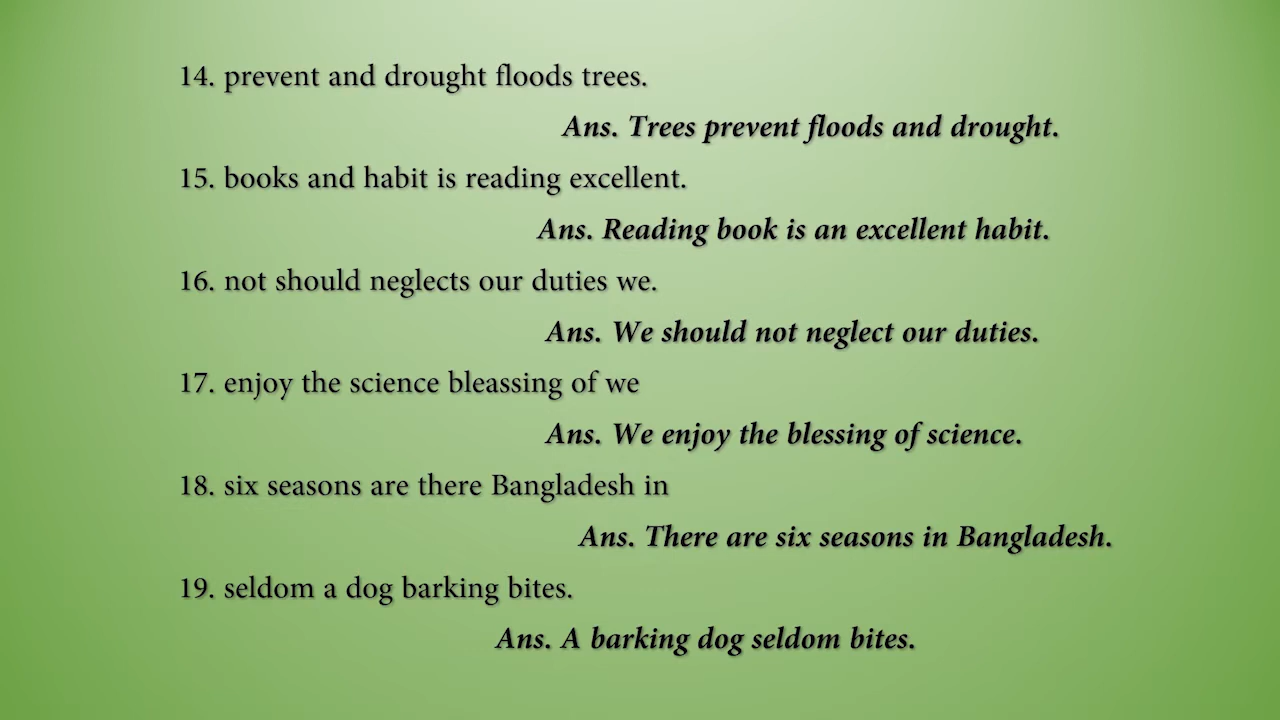 14. prevent and drought floods trees.
Ans. Trees prevent floods and drought.
15. books and habit is reading excellent.
Ans. Reading book is an excellent habit.
16. not should neglects our duties we.
Ans. We should not neglect our duties.
17. enjoy the science bleassing of we
Ans. We enjoy the blessing of science.
18. six seasons are there Bangladesh in
Ans. There are six seasons in Bangladesh.
19. seldom a dog barking bites.
Ans. A barking dog seldom bites.